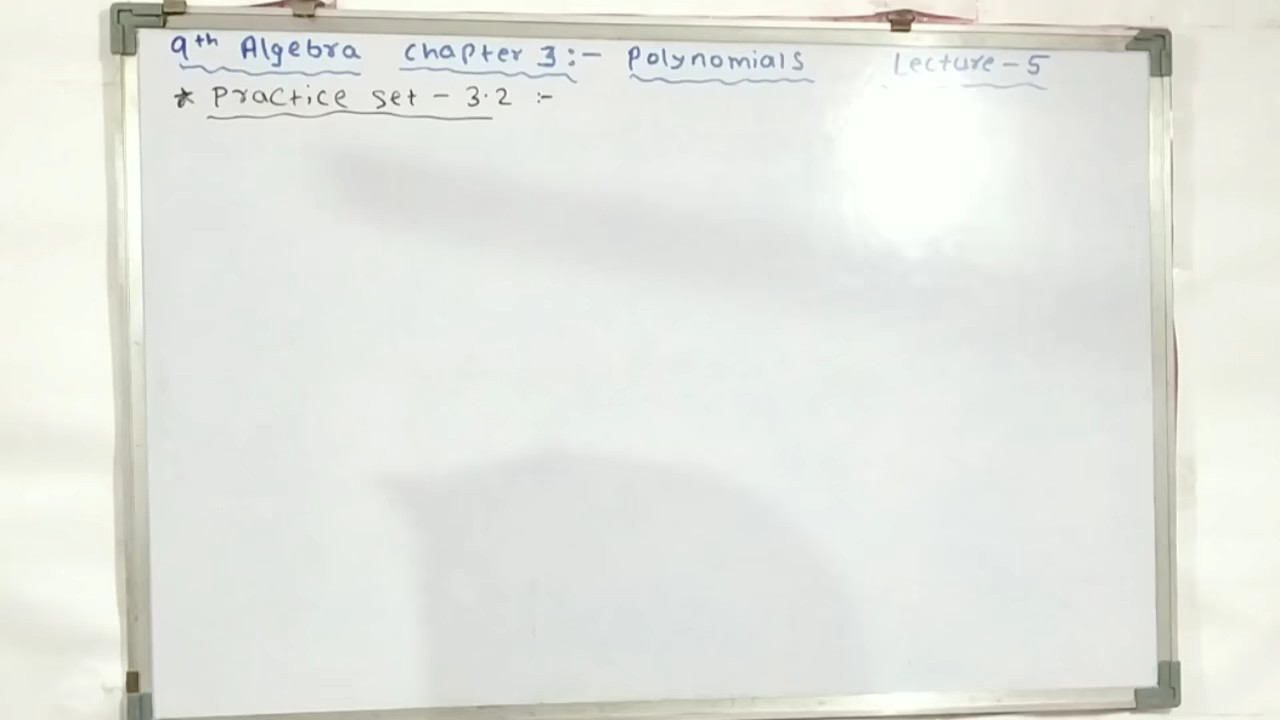 9th Algebra Chapter 3:- Polynomials Lecture-5
* Practice set - 3.2 :-